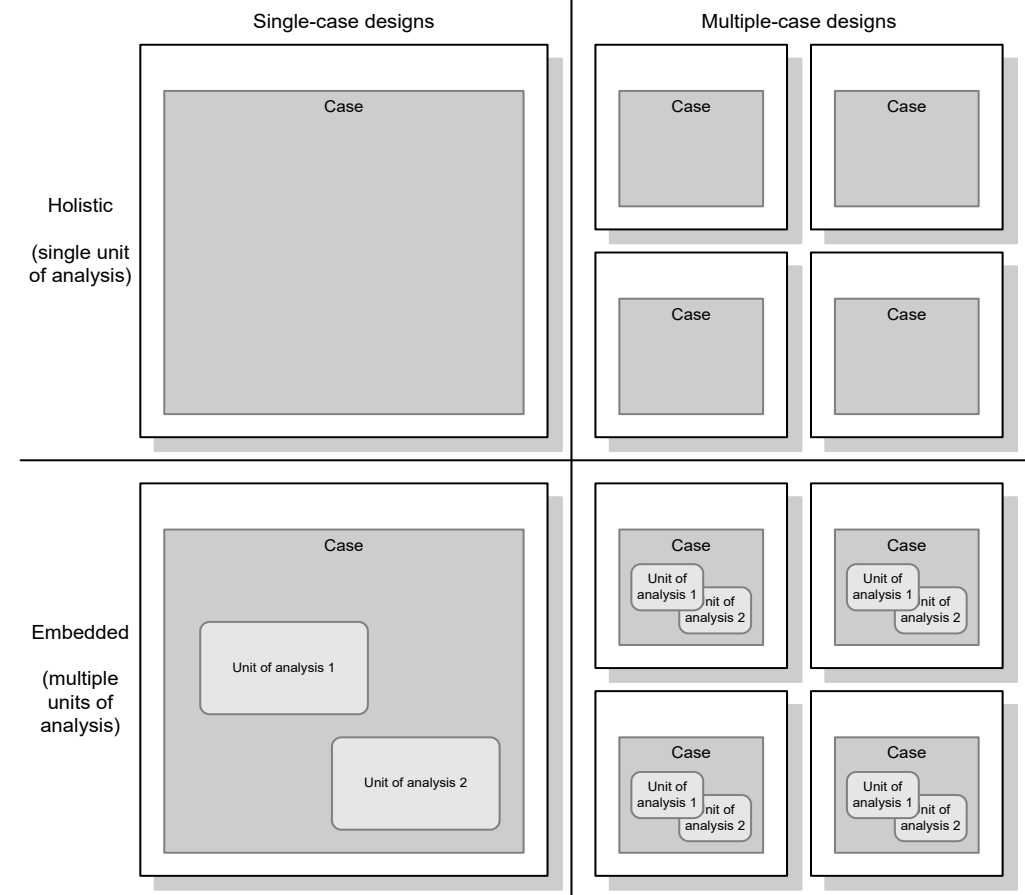 Single-case designs
Multiple-case designs
Holistic
(single unit
of analysis)
Case
Case
Case
Case
Case
Embedded
(multiple
units of
analysis)
Case
Unit of analysis 1
Unit of analysis 2
Case
Unit of
analysis 1
nit of
analysis 2
Case
Unit of
analysis 1
nit of
analysis 2
Case
Unit of
analysis 1
nit of
analysis 2
Case
Unit of
analysis 1
nit of
analysis 2